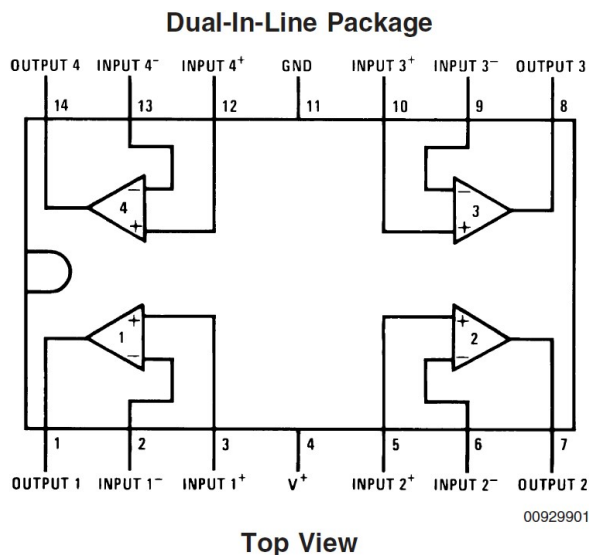 Dual-In-Line Package
OUTPUT 4 INPUT 4⁻ INPUT 4⁺ GND INPUT 3⁺ INPUT 3⁻ OUTPUT 3
14 13 12 11 10 9 8
− −
4 3
+ +
+ +
1 2
− −
1 2 3 4 5 6 7
OUTPUT 1 INPUT 1⁻ INPUT 1⁺ V⁺ INPUT 2⁺ INPUT 2⁻ OUTPUT 2
00929901
Top View